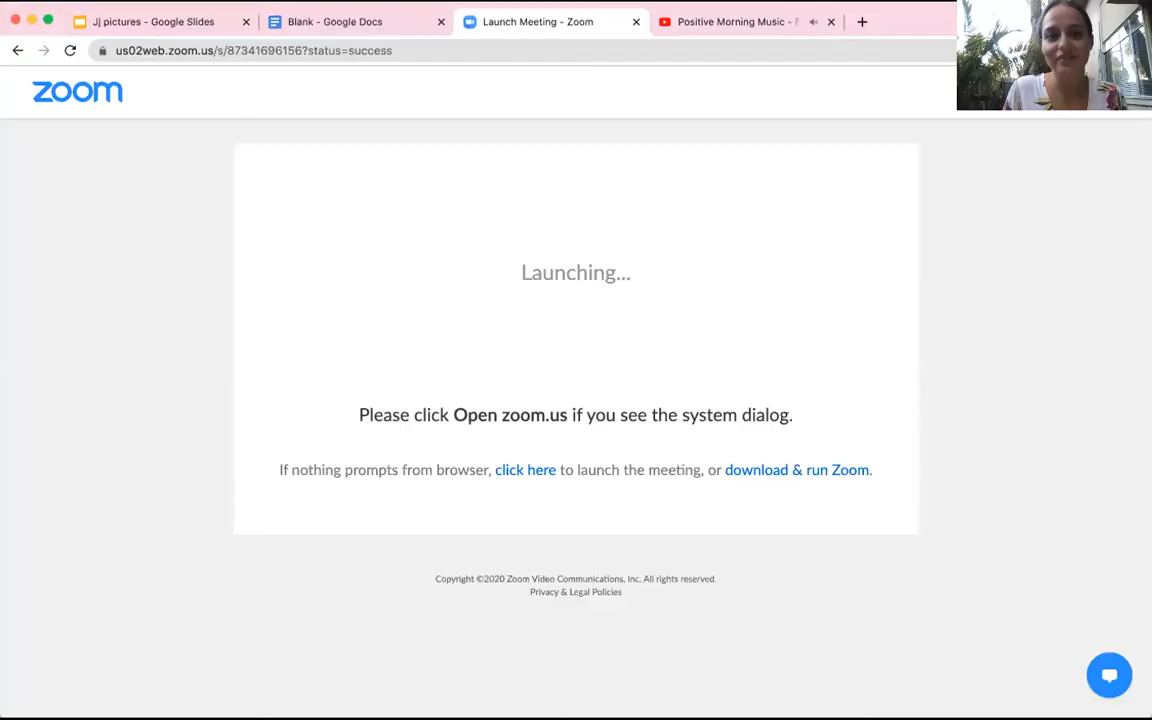 Jj pictures - Google Slides
Blank - Google Docs
Launch Meeting - Zoom
Positive Morning Music -
us02web.zoom.us/s/87341696156?status=success
zoom
Launching...
Please click Open zoom.us if you see the system dialog.
If nothing prompts from browser, click here to launch the meeting, or download & run Zoom.
Copyright ©2020 Zoom Video Communications, Inc. All rights reserved.
Privacy & Legal Policies